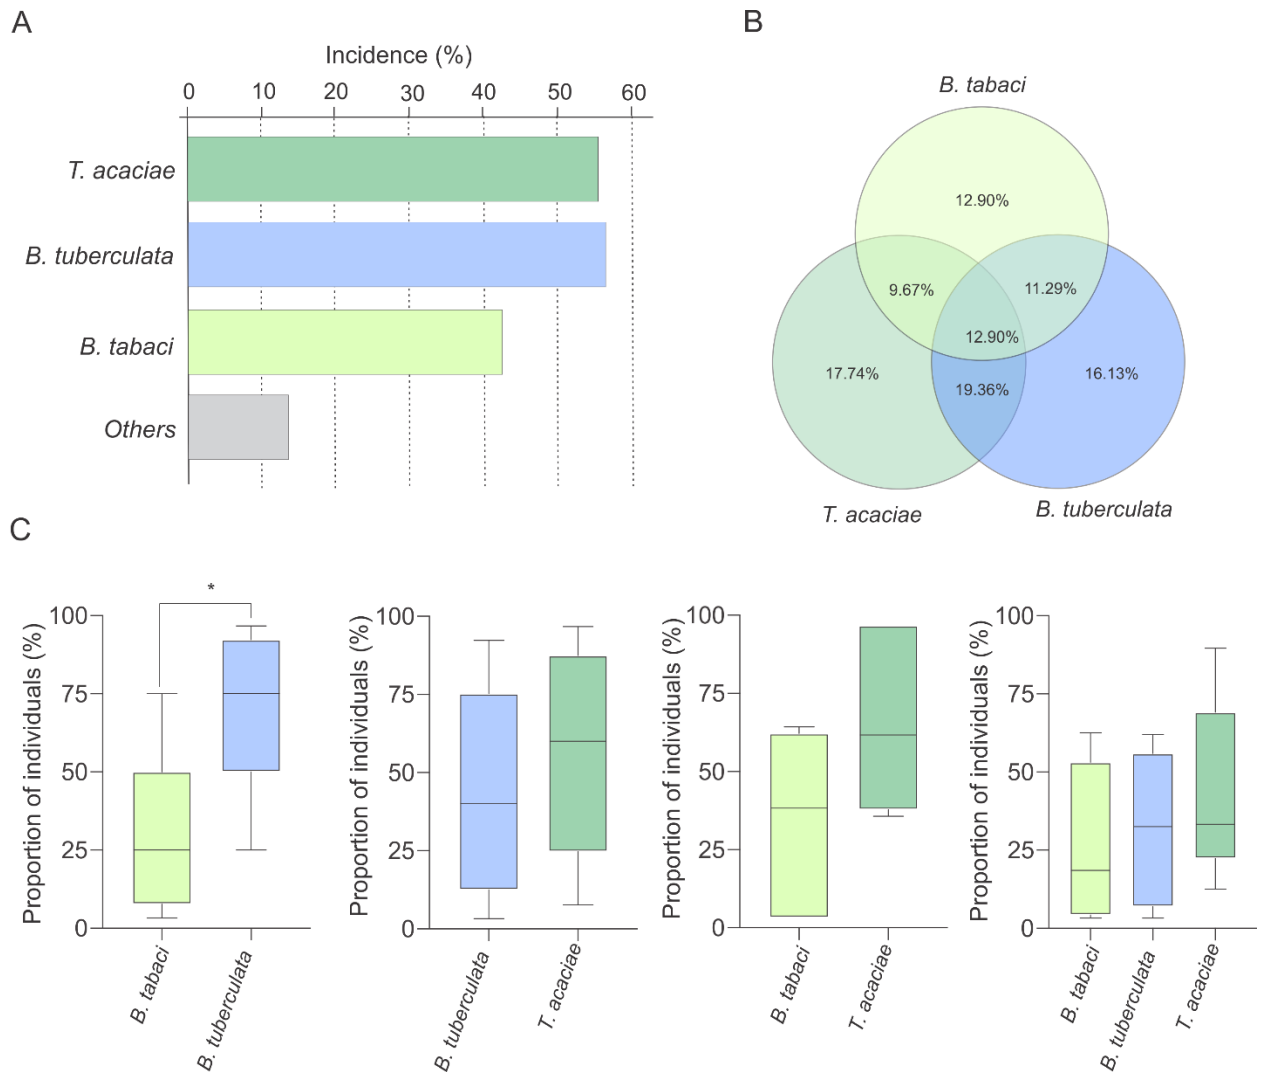 A
Incidence (%)
0 10 20 30 40 50 60
T. acaciae
B. tuberculata
B. tabaci
Others
B
B. tabaci
12.90%
9.67%
11.29%
12.90%
17.74%
19.36%
16.13%
T. acaciae
B. tuberculata
C
Proportion of individuals (%)
100
75
50
25
0
*
B. tabaci
B. tuberculata
Proportion of individuals (%)
100
75
50
25
0
B. tuberculata
T. acaciae
Proportion of individuals (%)
100
75
50
25
0
B. tabaci
T. acaciae
Proportion of individuals (%)
100
75
50
25
0
B. tabaci
B. tuberculata
T. acaciae